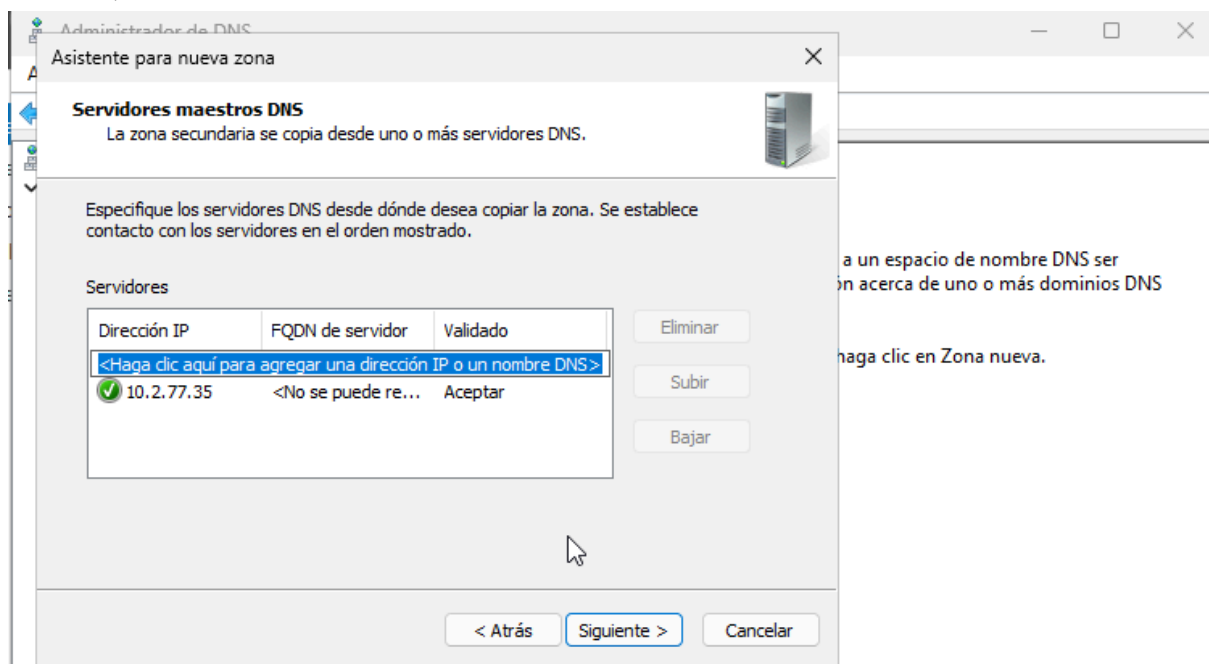 Administrador de DNS
Asistente para nueva zona
A
Servidores maestros DNS
La zona secundaria se copia desde uno o más servidores DNS.
Especifique los servidores DNS desde dónde desea copiar la zona. Se establece
contacto con los servidores en el orden mostrado.
a un espacio de nombre DNS ser
ón acerca de uno o más dominios DNS
haga clic en Zona nueva.
Servidores
Dirección IP FQDN de servidor Validado
<Haga clic aquí para agregar una dirección IP o un nombre DNS>
10.2.77.35 <No se puede re... Aceptar
Eliminar
Subir
Bajar
< Atrás Siguiente > Cancelar